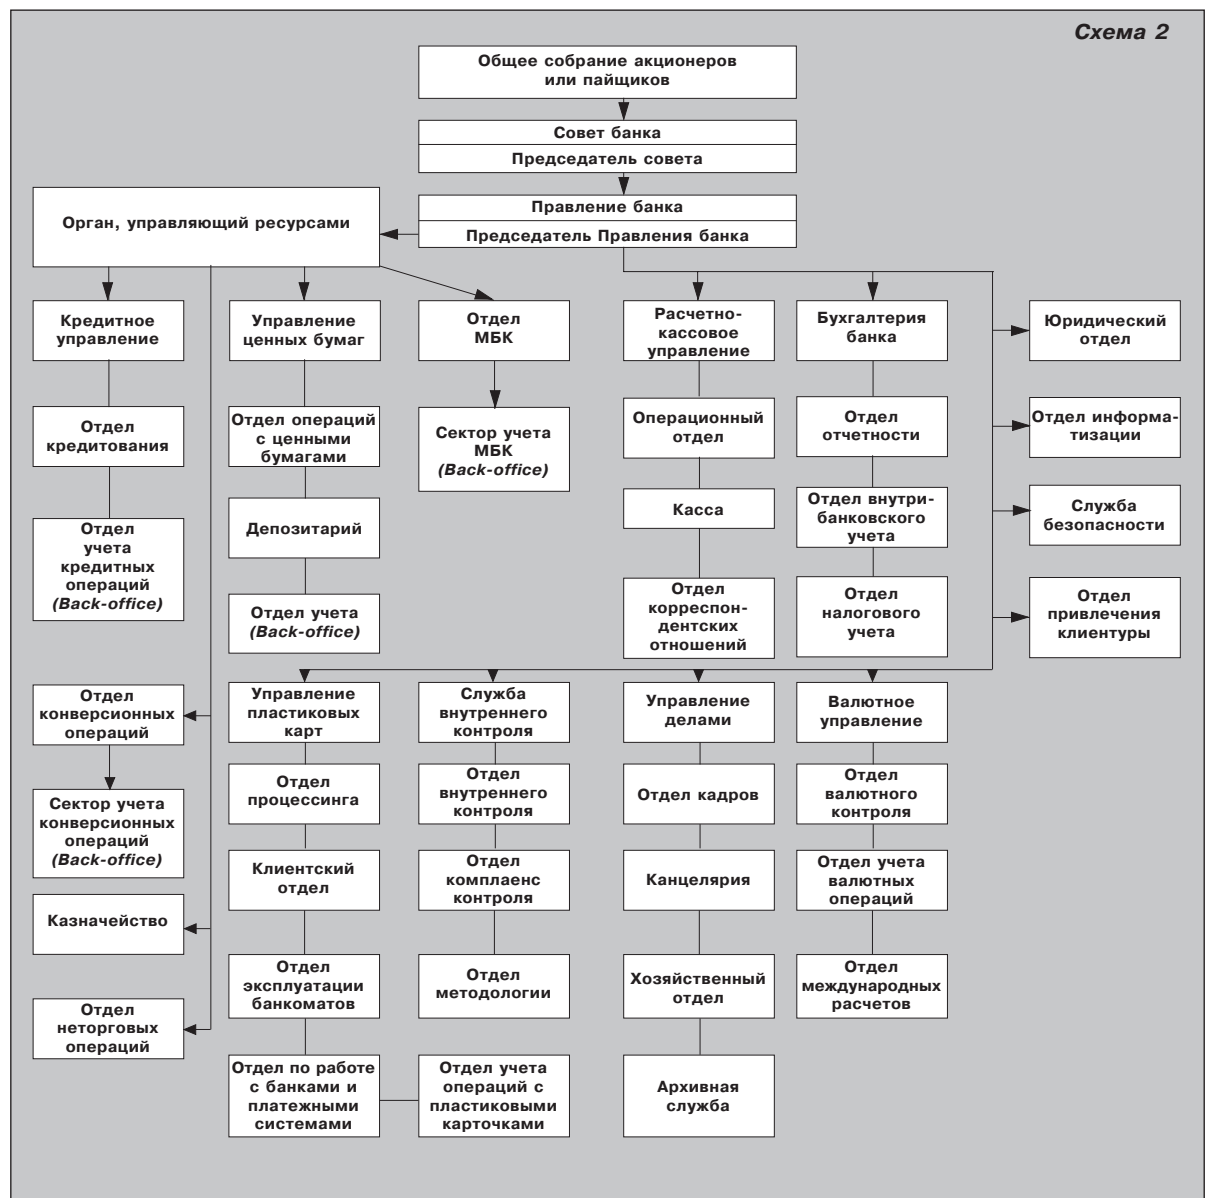 Схема 2
Общее собрание акционеров
или пайщиков
Совет банка
Председатель совета
Правление банка
Председатель Правления банка
Орган, управляющий ресурсами
Кредитное
управление
Управление
ценных бумаг
Отдел
МБК
Расчетно-
кассовое
управление
Бухгалтерия
банка
Юридический
отдел
Отдел
кредитования
Отдел операций
с ценными
бумагами
Сектор учета
МБК
(Back-office)
Операционный
отдел
Отдел
отчетности
Отдел информа-
тизации
Отдел
учета
кредитных
операций
(Back-office)
Депозитарий
Касса
Отдел внутри-
банковского
учета
Служба
безопасности
Отдел учета
(Back-office)
Отдел
корреспон-
дентских
отношений
Отдел
налогового
учета
Отдел
привлечения
клиентуры
Отдел
конверсионных
операций
Управление
пластиковых
карт
Служба
внутреннего
контроля
Управление
делами
Валютное
управление
Сектор учета
конверсионных
операций
(Back-office)
Отдел
процессинга
Отдел
внутреннего
контроля
Отдел кадров
Отдел
валютного
контроля
Клиентский
отдел
Отдел
комплаенс
контроля
Канцелярия
Отдел учета
валютных
операций
Казначейство
Отдел
эксплуатации
банкоматов
Отдел
методологии
Хозяйственный
отдел
Отдел
международных
расчетов
Отдел
неторговых
операций
Отдел по работе
с банками и
платежными
системами
Отдел учета
операций с
пластиковыми
карточками
Архивная
служба